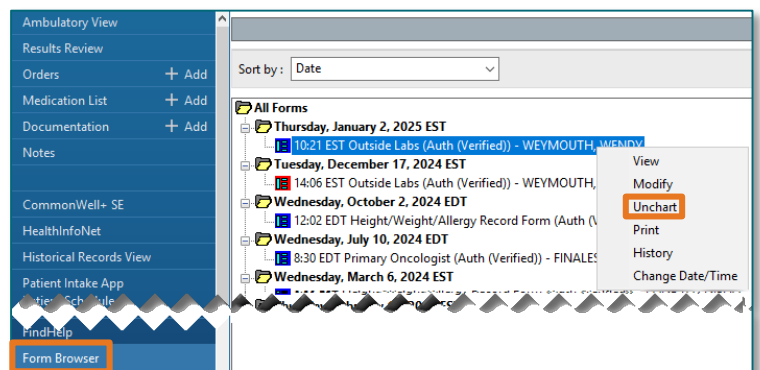 Ambulatory View
Results Review
Orders + Add
Medication List + Add
Documentation + Add
Notes
CommonWell+ SE
HealthInfoNet
Historical Records View
Patient Intake App
FindHelp
Form Browser
Sort by : Date
All Forms
Thursday, January 2, 2025 EST
10:21 EST Outside Labs (Auth (Verified)) - WEYMOUTH, WENDY
Tuesday, December 17, 2024 EST
14:06 EST Outside Labs (Auth (Verified)) - WEYMOUTH,
Wednesday, October 2, 2024 EDT
12:02 EDT Height/Weight/Allergy Record Form (Auth (V
Wednesday, July 10, 2024 EDT
8:30 EDT Primary Oncologist (Auth (Verified)) - FINALES
Wednesday, March 6, 2024 EST
View
Modify
Unchart
Print
History
Change Date/Time